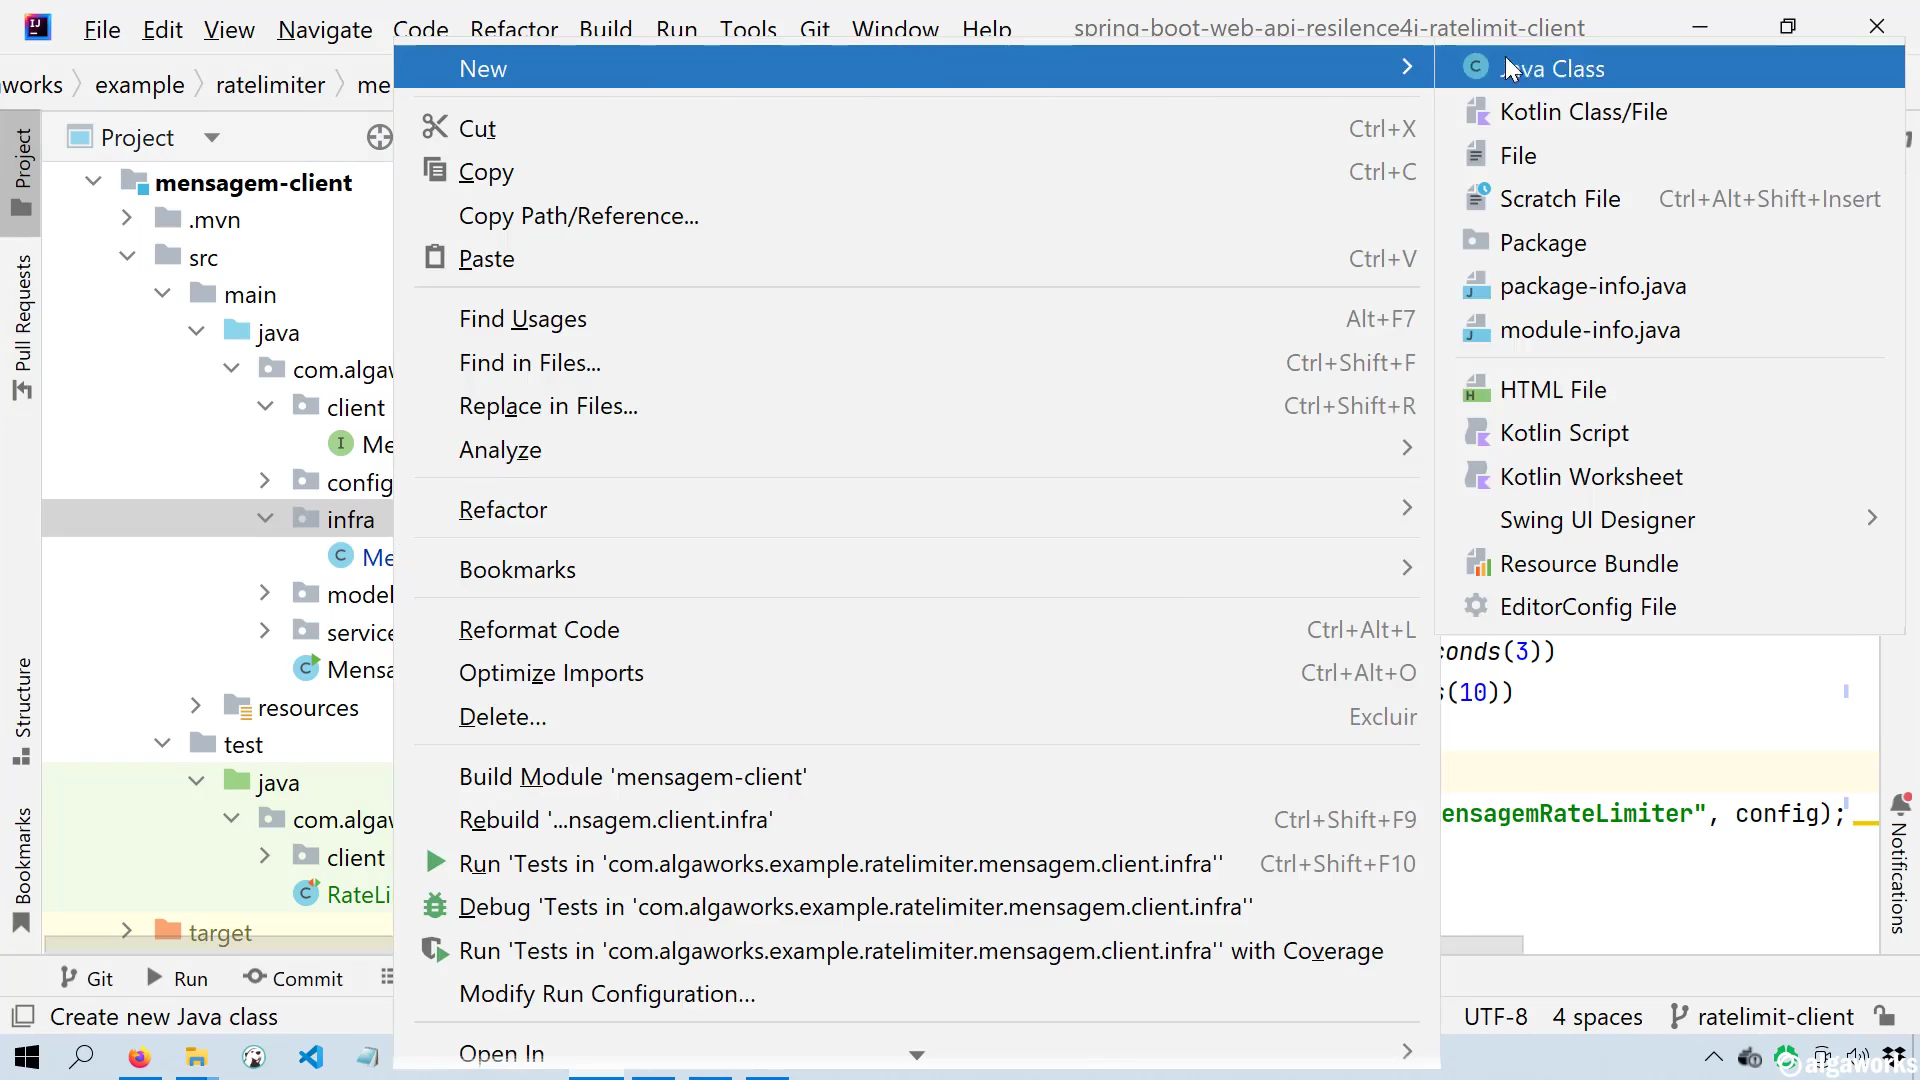 File Edit View Navigate Code Refactor Build Run Tools Git Window Help spring-boot-web-api-resilence4i-ratelimit-client
works example ratelimiter me
Project
mensagem-client
.mvn
src
main
java
com.algaw
client
Me
config
infra
Me
model
service
Mensa
resources
test
java
com.algaw
client
RateLi
target
Project
Pull Requests
Structure
Bookmarks
New
Cut Ctrl+X
Copy Ctrl+C
Copy Path/Reference...
Paste Ctrl+V
Find Usages Alt+F7
Find in Files... Ctrl+Shift+F
Replace in Files... Ctrl+Shift+R
Analyze
Refactor
Bookmarks
Reformat Code Ctrl+Alt+L
Optimize Imports Ctrl+Alt+O
Delete... Excluir
Build Module 'mensagem-client'
Rebuild '...nsagem.client.infra' Ctrl+Shift+F9
Run 'Tests in 'com.algaworks.example.ratelimiter.mensagem.client.infra'' Ctrl+Shift+F10
Debug 'Tests in 'com.algaworks.example.ratelimiter.mensagem.client.infra''
Run 'Tests in 'com.algaworks.example.ratelimiter.mensagem.client.infra'' with Coverage
Modify Run Configuration...
Open In
Java Class
Kotlin Class/File
File
Scratch File Ctrl+Alt+Shift+Insert
Package
package-info.java
module-info.java
HTML File
Kotlin Script
Kotlin Worksheet
Swing UI Designer
Resource Bundle
EditorConfig File
conds(3))
s(10))
ensagemRateLimiter", config);
Notifications
Git Run Commit
Create new Java class
UTF-8 4 spaces ratelimit-client
algaworks